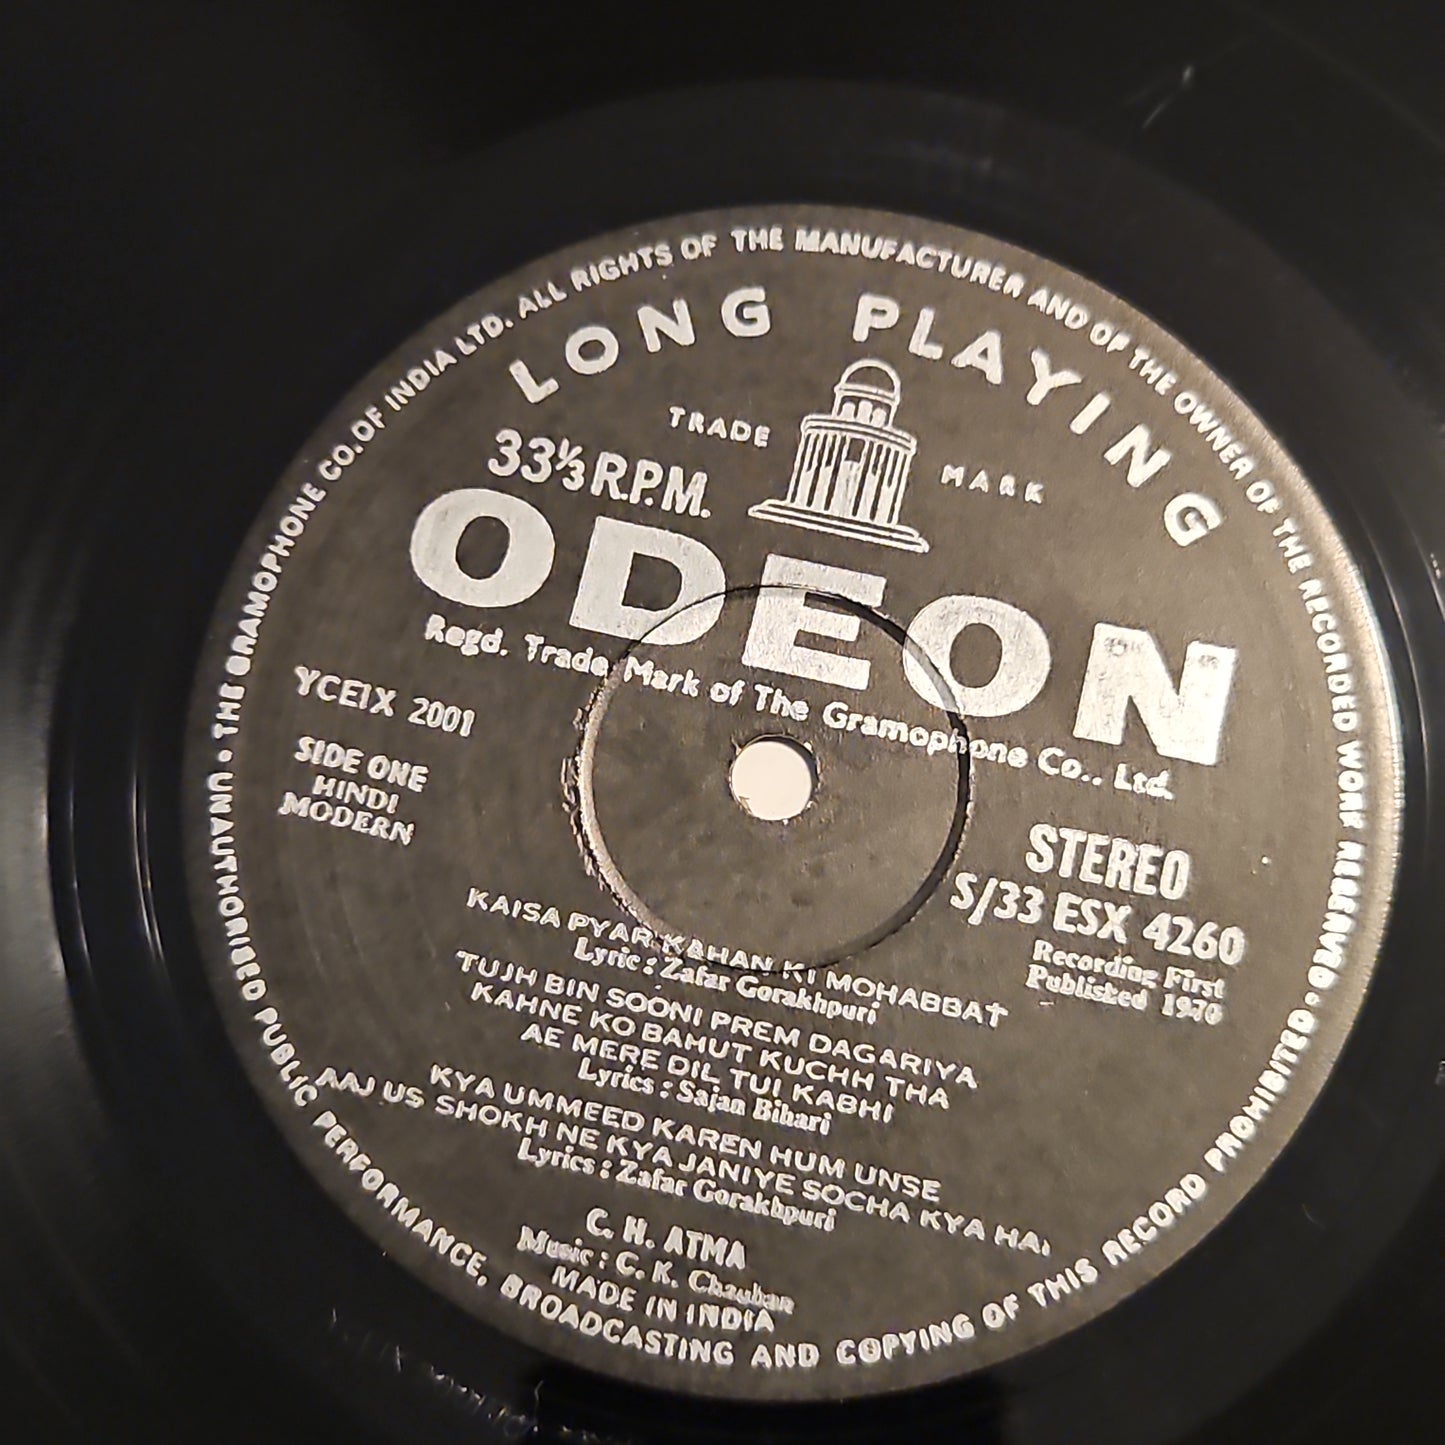 THE GRAMOPHONE CO. OF INDIA LTD. ALL RIGHTS OF THE MANUFACTURER AND OF THE OWNER OF THE RECORDED WORK RESERVED • UNAUTHORISED PUBLIC PERFORMANCE, BROADCASTING AND COPYING OF THIS RECORD PROHIBITED •
LONG PLAYING
TRADE MARK
33⅓ R.P.M.
ODEON
Regd. Trade Mark of The Gramophone Co.. Ltd.
YCEIX 2001
SIDE ONE
HINDI
MODERN
STEREO
S/33 ESX 4260
Recording First
Published 1970
KAISA PYAR KAHAN KI MOHABBAT
Lyric : Zafar Gorakhpuri
TUJH BIN SOONI PREM DAGARIYA
KAHNE KO BAHUT KUCHH THA
AE MERE DIL TUI KABHI
Lyrics : Sajan Bihari
KYA UMMEED KAREN HUM UNSE
AAJ US SHOKH NE KYA JANIYE SOCHA KYA HAI
Lyrics : Zafar Gorakhpuri
C. H. ATMA
Music : C. K. Chauhan
MADE IN INDIA